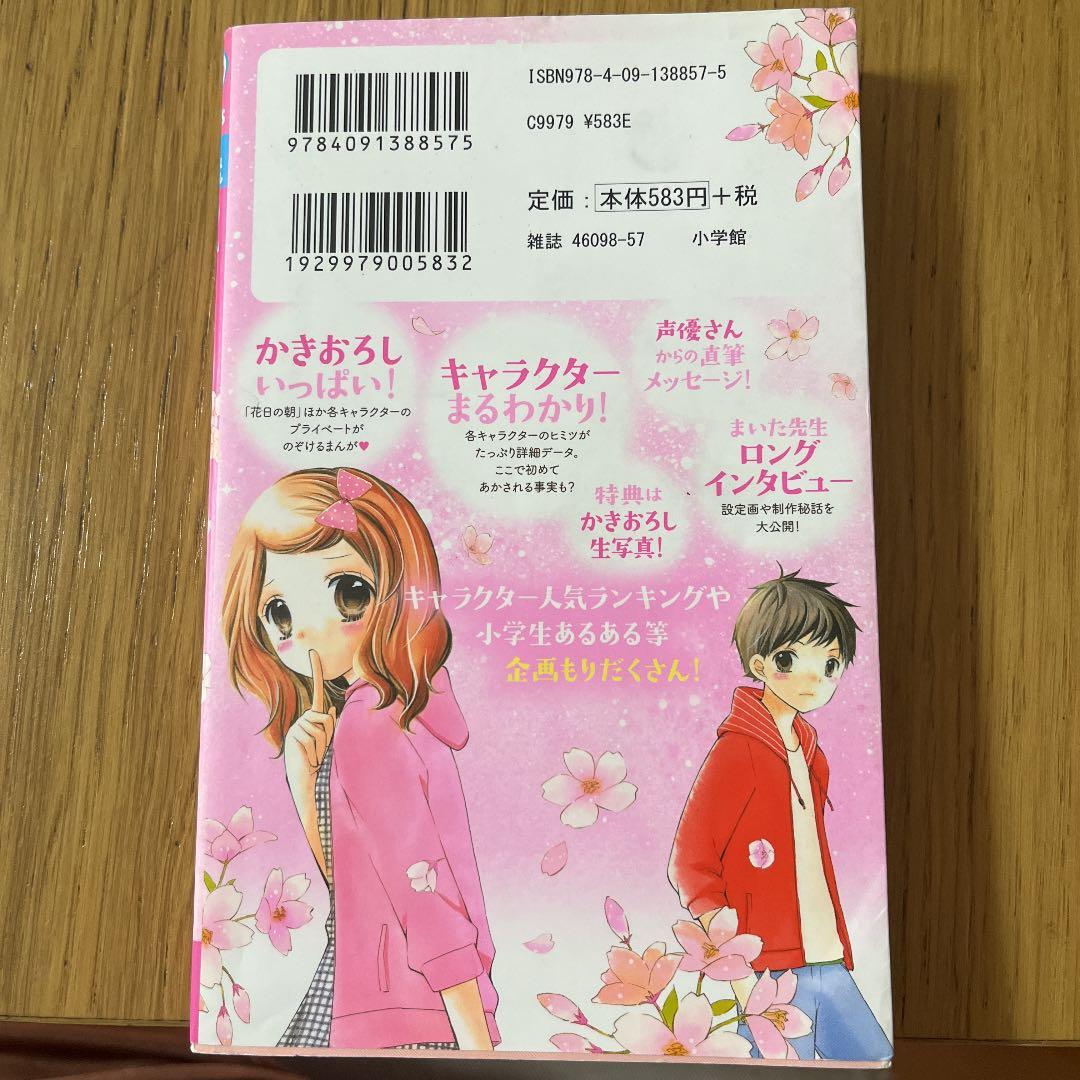 ISBN978-4-09-138857-5
C9979 ¥583E
9784091388575
定価：本体583円＋税
雑誌 46098-57 小学館
1929979005832
かきおろし
いっぱい！
「花日の朝」ほか各キャラクターの
プライベートが
のぞけるまんが♥
キャラクター
まるわかり！
各キャラクターのヒミツが
たっぷり詳細データ。
ここで初めて
あかされる事実も？
声優さん
からの直筆
メッセージ！
まいた先生
ロング
インタビュー
設定画や制作秘話を
大公開！
特典は
かきおろし
生写真！
キャラクター人気ランキングや
小学生あるある等
企画もりだくさん！